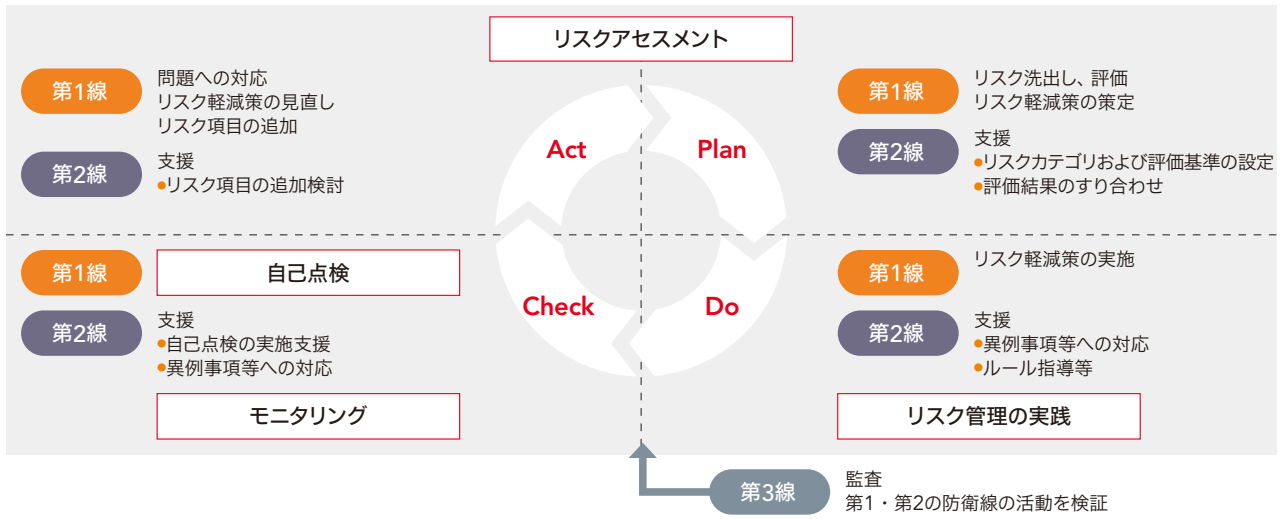 リスクアセスメント
第1線
問題への対応
リスク軽減策の見直し
リスク項目の追加
第2線
支援
●リスク項目の追加検討
Act
Plan
第1線
リスク洗出し、評価
リスク軽減策の策定
第2線
支援
●リスクカテゴリおよび評価基準の設定
●評価結果のすり合わせ
第1線
自己点検
第2線
支援
●自己点検の実施支援
●異例事項等への対応
モニタリング
Check
Do
第1線
リスク軽減策の実施
第2線
支援
●異例事項等への対応
●ルール指導等
リスク管理の実践
第3線
監査
第1・第2の防衛線の活動を検証